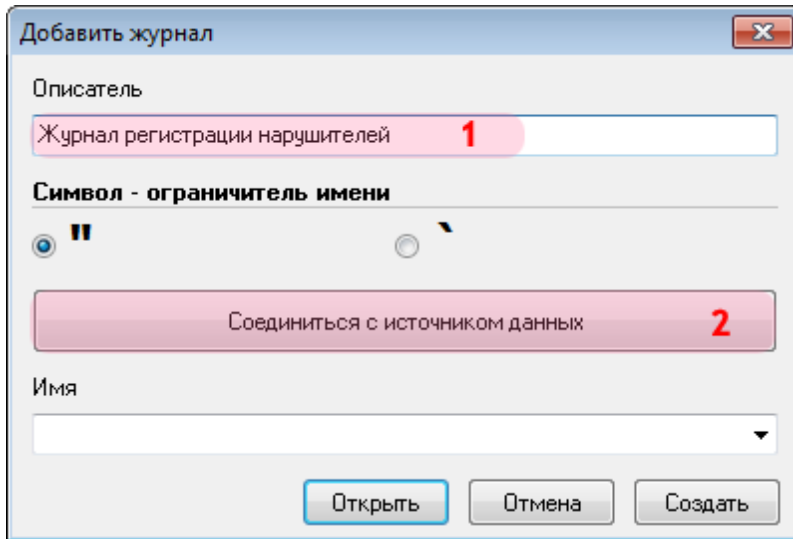 Добавить журнал
Описатель
Журнал регистрации нарушителей 1
Символ - ограничитель имени
" `
Соединиться с источником данных 2
Имя
Открыть Отмена Создать